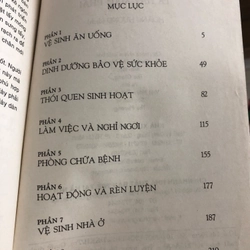 MỤC LỤC
PHẦN 1
VỆ SINH ĂN UỐNG 5
PHẦN 2
DINH DƯỠNG BẢO VỆ SỨC KHỎE 49
PHẦN 3
THÓI QUEN SINH HOẠT 82
PHẦN 4
LÀM VIỆC VÀ NGHỈ NGƠI 115
PHẦN 5
PHÒNG CHỮA BỆNH 155
PHẦN 6
HOẠT ĐỘNG VÀ RÈN LUYỆN 177
PHẦN 7
VỆ SINH NHÀ Ở 187